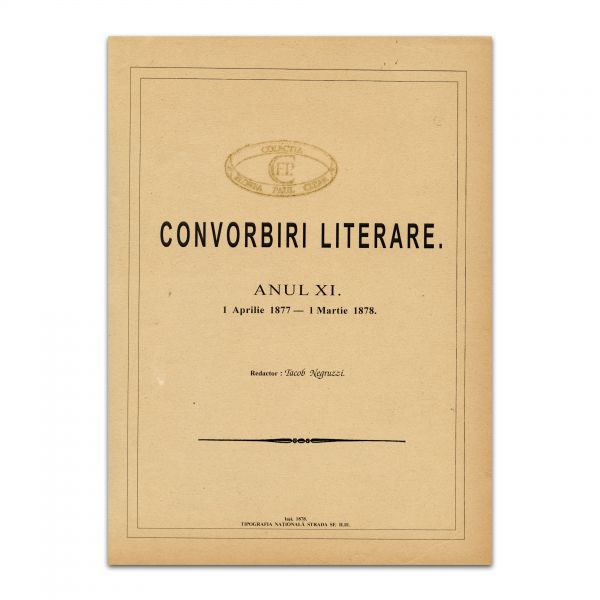 COLECȚIA
C F.P.
FLORIN PAUL CEZAR
CONVORBIRI LITERARE.
ANUL XI.
1 Aprilie 1877 — 1 Martie 1878.
Redactor : Iacob Negruzzi.
Iași, 1878.
TIPOGRAFIA NAȚIONALĂ STRADA SF. ILIE.